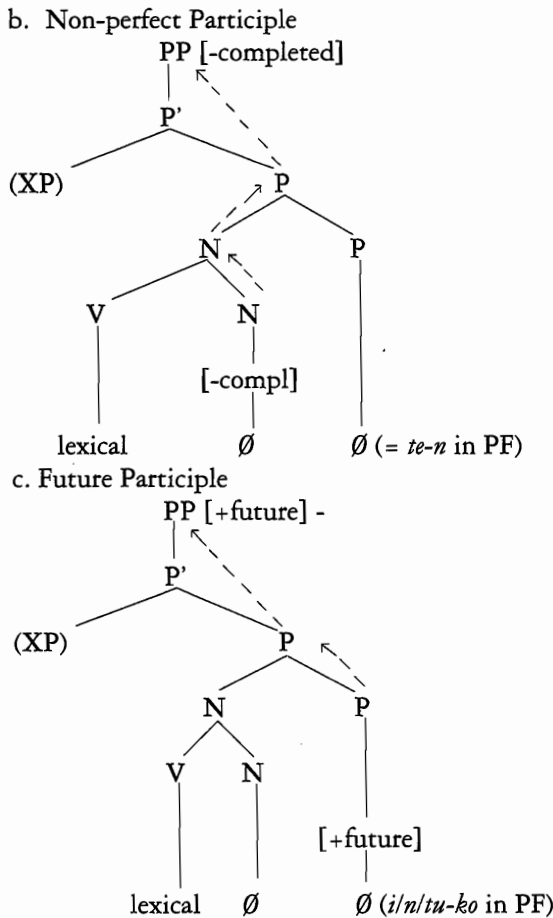 b. Non-perfect Participle
PP [-completed]
P'
(XP) P
N P
V N
[-compl]
lexical Ø Ø (= te-n in PF)
c. Future Participle
PP [+future] -
P'
(XP) P
N P
V N
[+future]
lexical Ø Ø (i/n/tu-ko in PF)